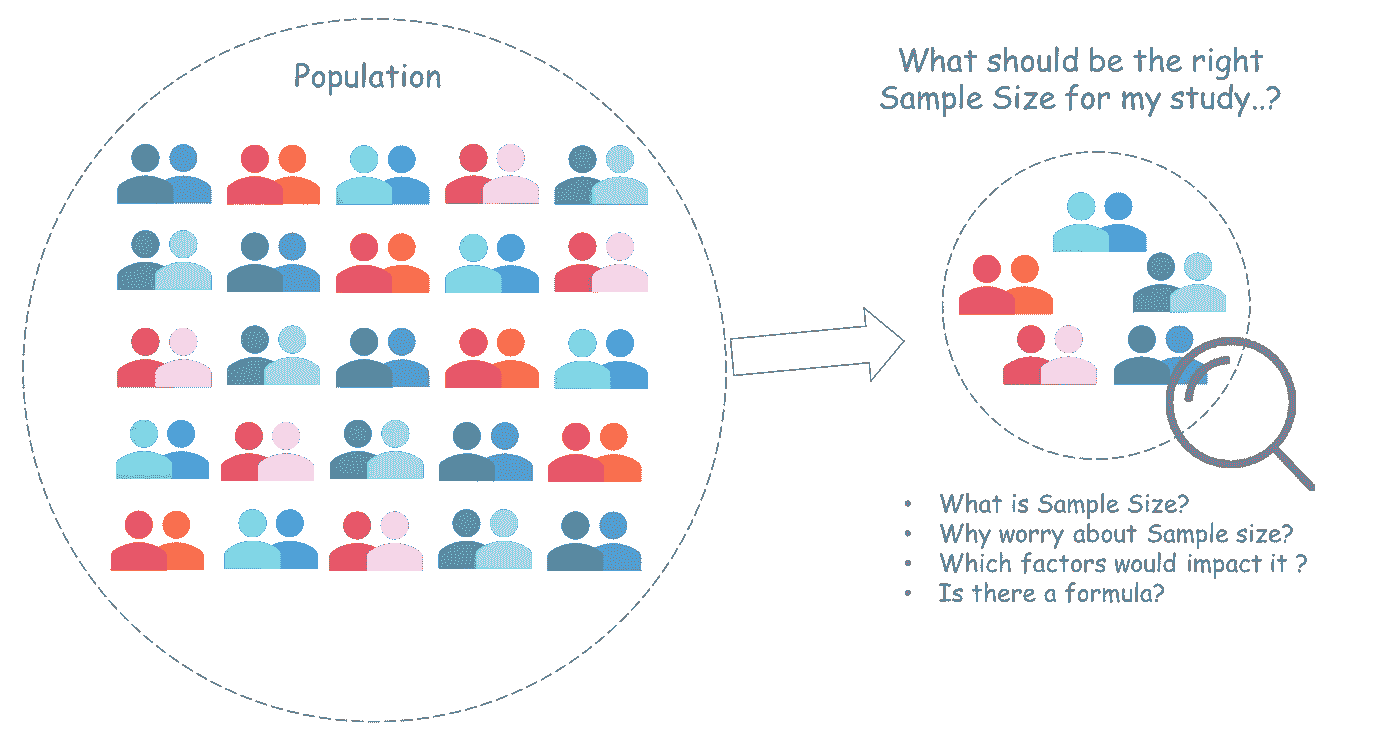 Population
What should be the right
Sample Size for my study..?
• What is Sample Size?
• Why worry about Sample size?
• Which factors would impact it ?
• Is there a formula?